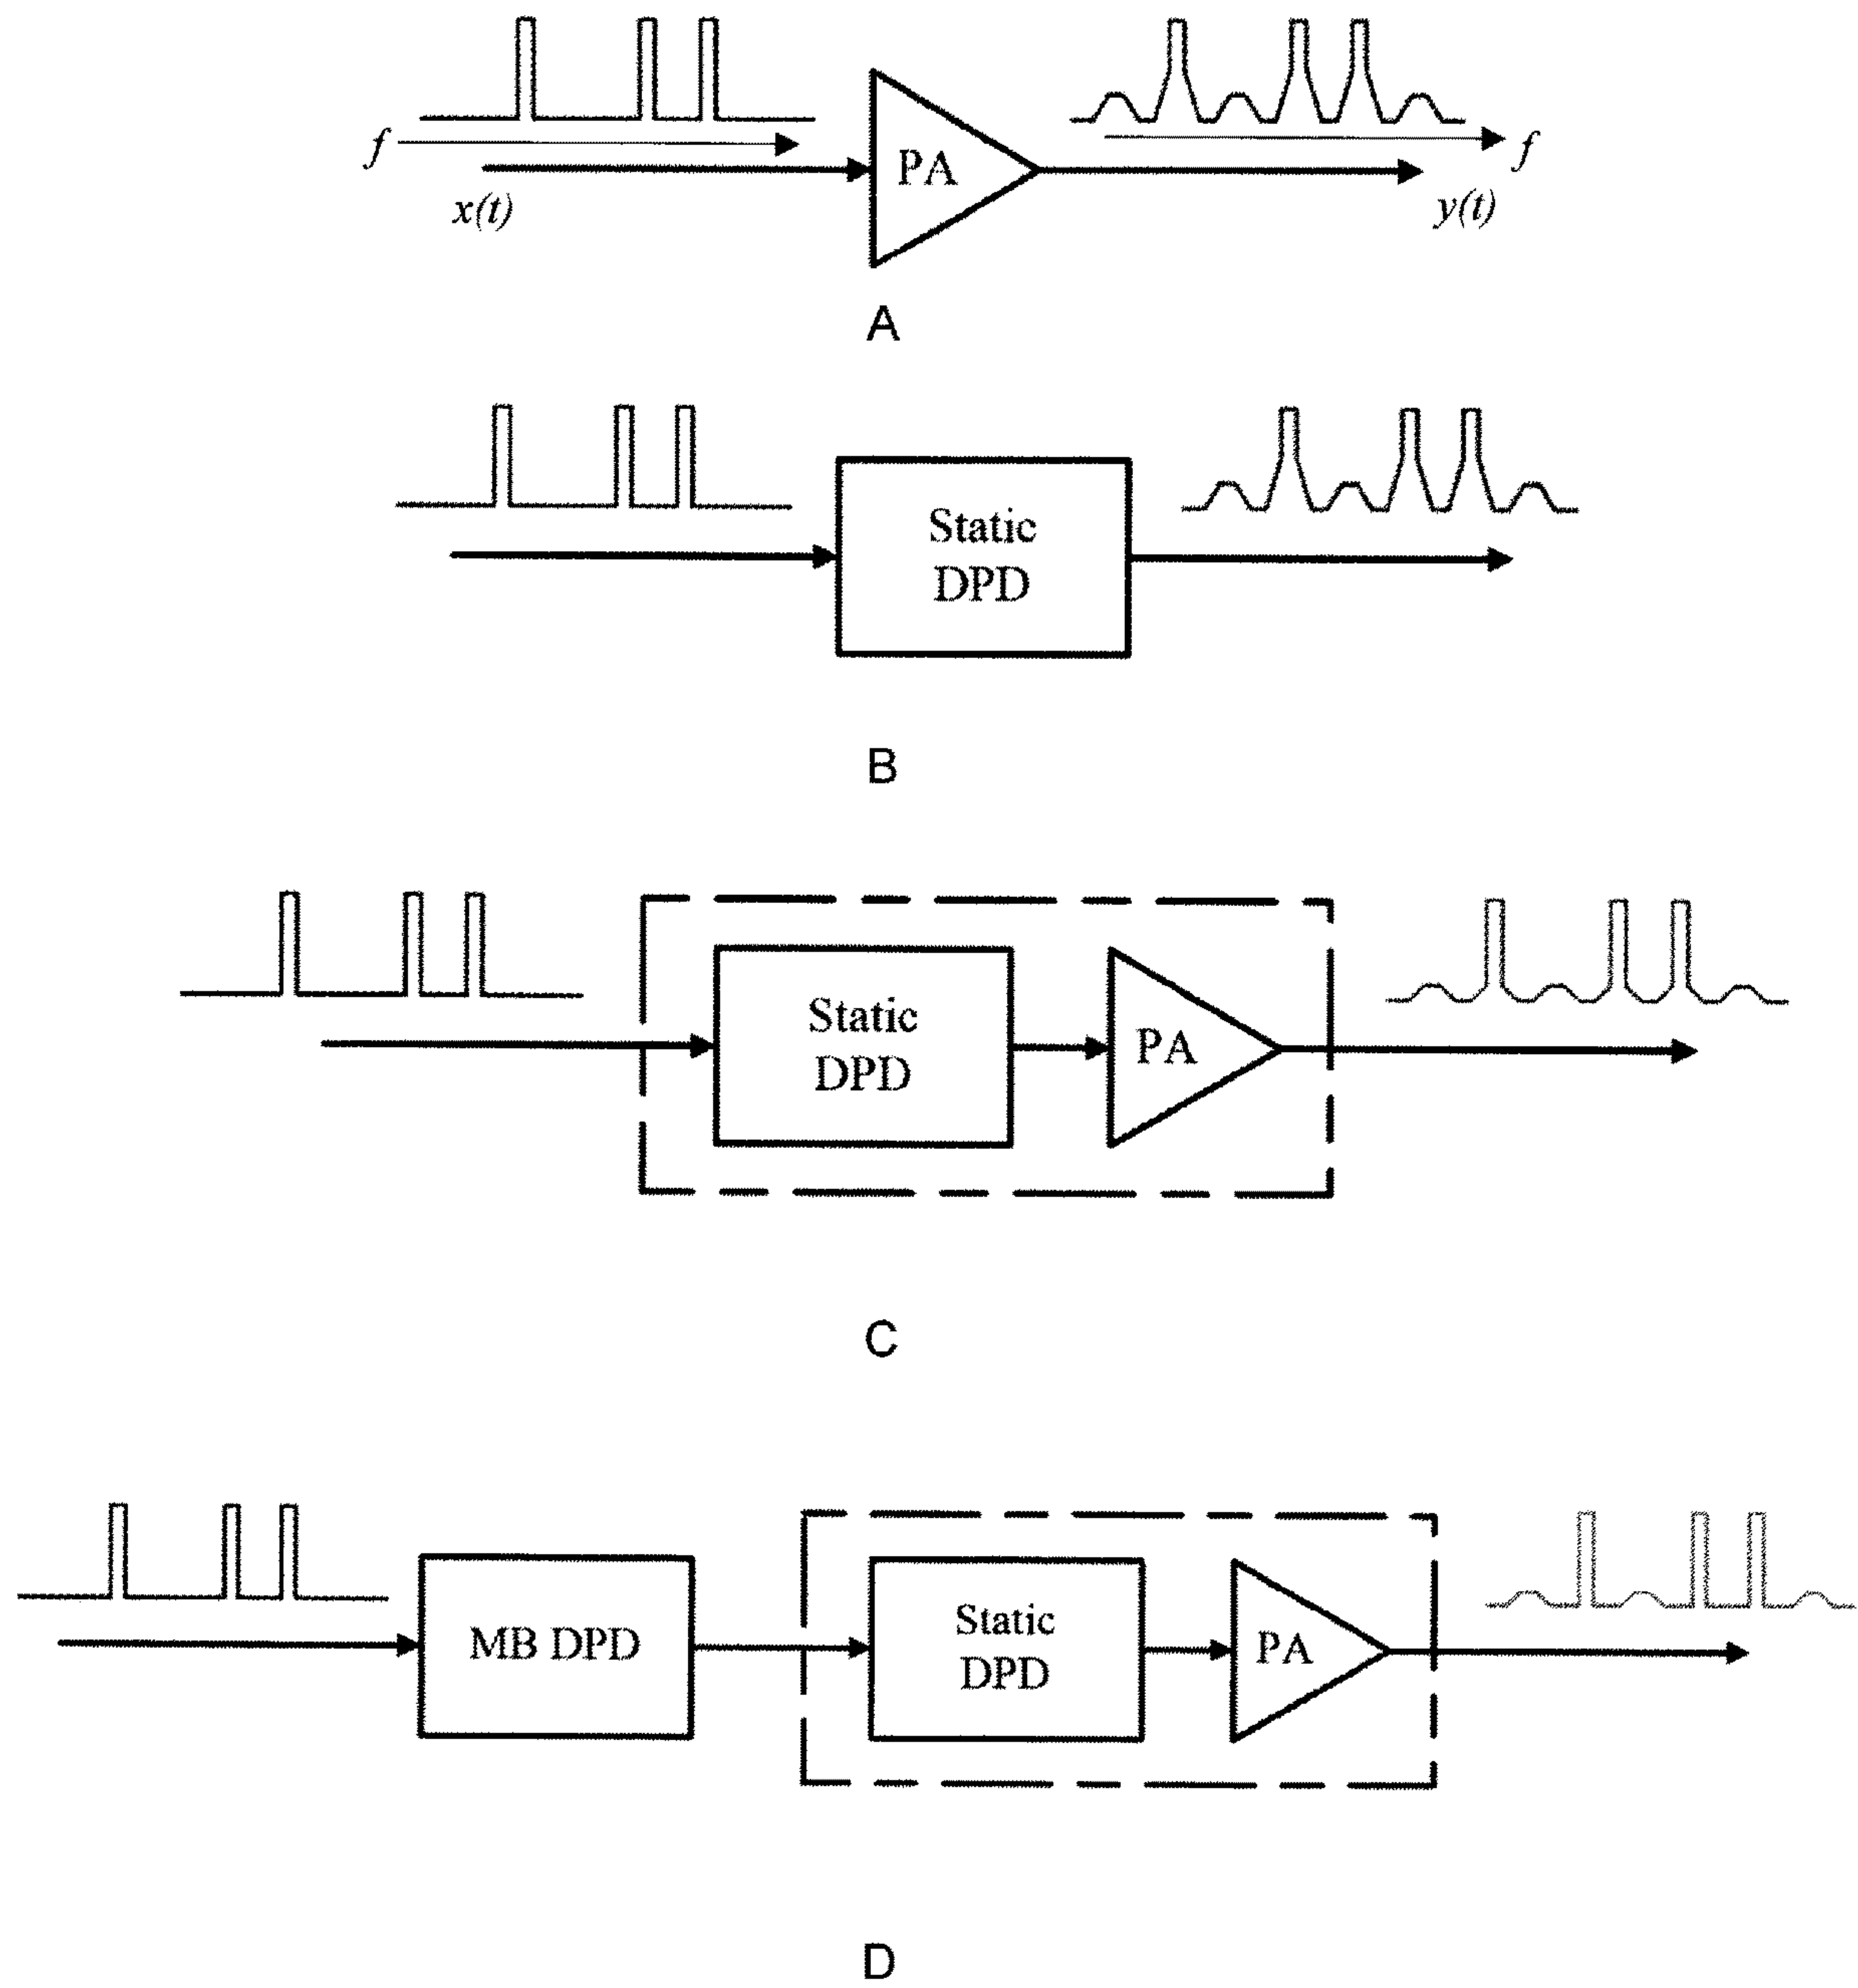 f
f
PA
x(t)
y(t)
A
Static
DPD
B
Static
DPD
PA
C
MB DPD
Static
DPD
PA
D